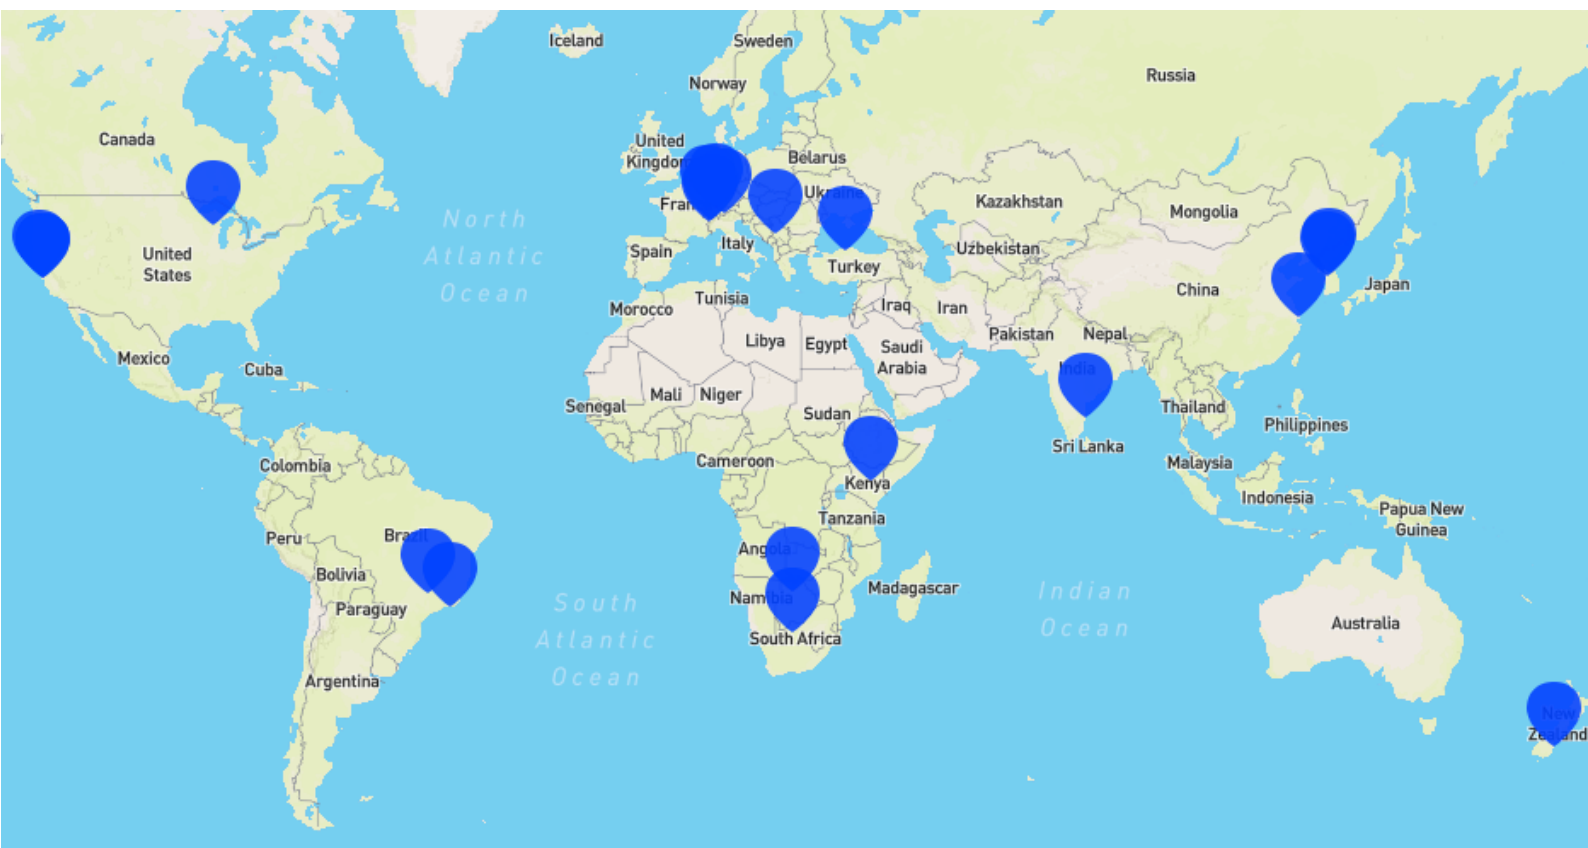 Iceland
Sweden
Norway
Russia
Canada
United
Kingdom
Belarus
Ukraine
Kazakhstan
Mongolia
North
Atlantic
Ocean
United
States
Spain
Italy
Uzbekistan
Turkey
China
Japan
Morocco
Tunisia
Iraq
Iran
Pakistan
Nepal
Libya
Egypt
Saudi
Arabia
Mexico
Cuba
India
Mali
Niger
Senegal
Sudan
Thailand
Philippines
Sri Lanka
Colombia
Cameroon
Malaysia
Kenya
Indonesia
Papua New
Guinea
Tanzania
Peru
Brazil
Angola
Bolivia
Madagascar
Namibia
Paraguay
South
Atlantic
Ocean
Indian
Ocean
South Africa
Australia
Argentina
New
Zealand